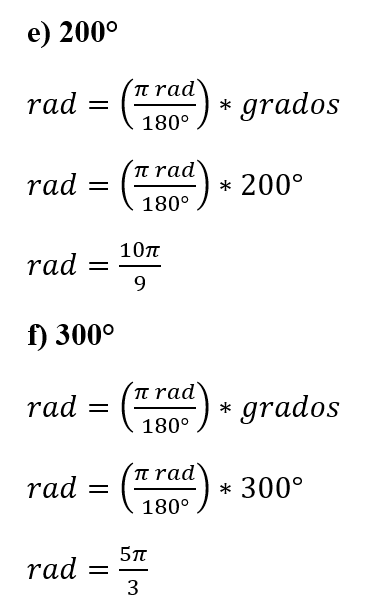 e) 200°
rad = (π rad / 180°) * grados
rad = (π rad / 180°) * 200°
rad = 10π / 9
f) 300°
rad = (π rad / 180°) * grados
rad = (π rad / 180°) * 300°
rad = 5π / 3